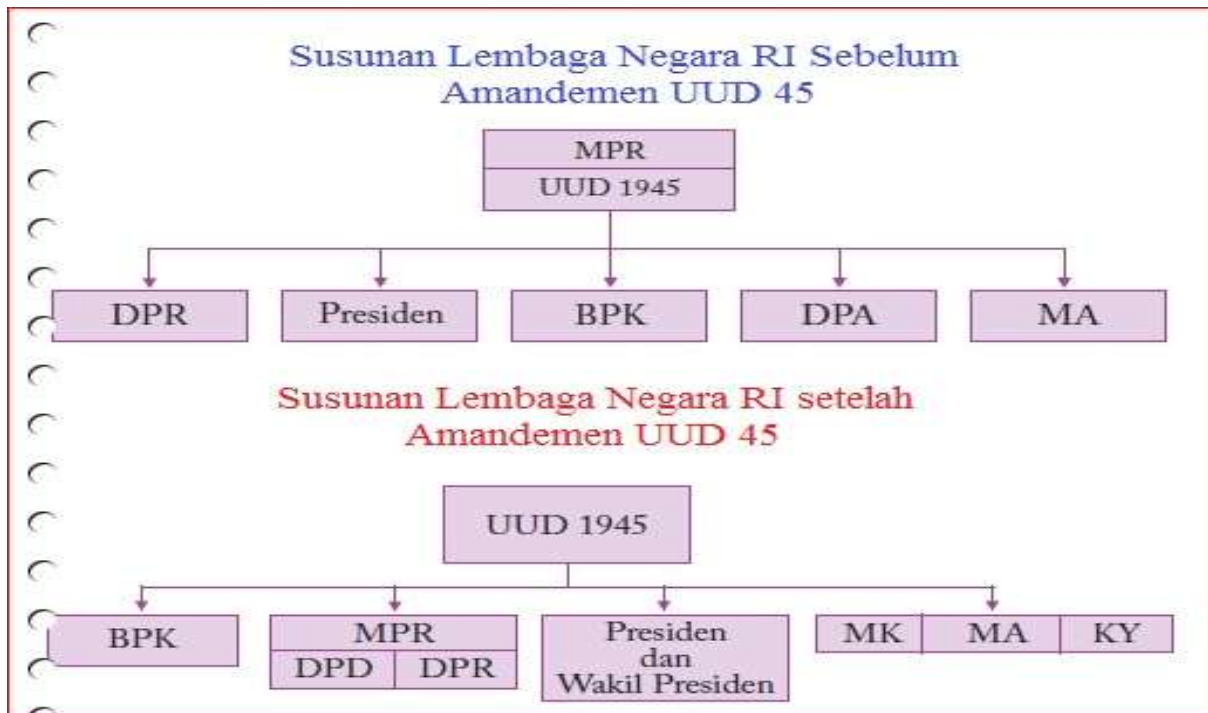 Susunan Lembaga Negara RI Sebelum
Amandemen UUD 45
MPR
UUD 1945
DPR Presiden BPK DPA MA
Susunan Lembaga Negara RI setelah
Amandemen UUD 45
UUD 1945
BPK
MPR
DPD DPR
Presiden
dan
Wakil Presiden
MK MA KY